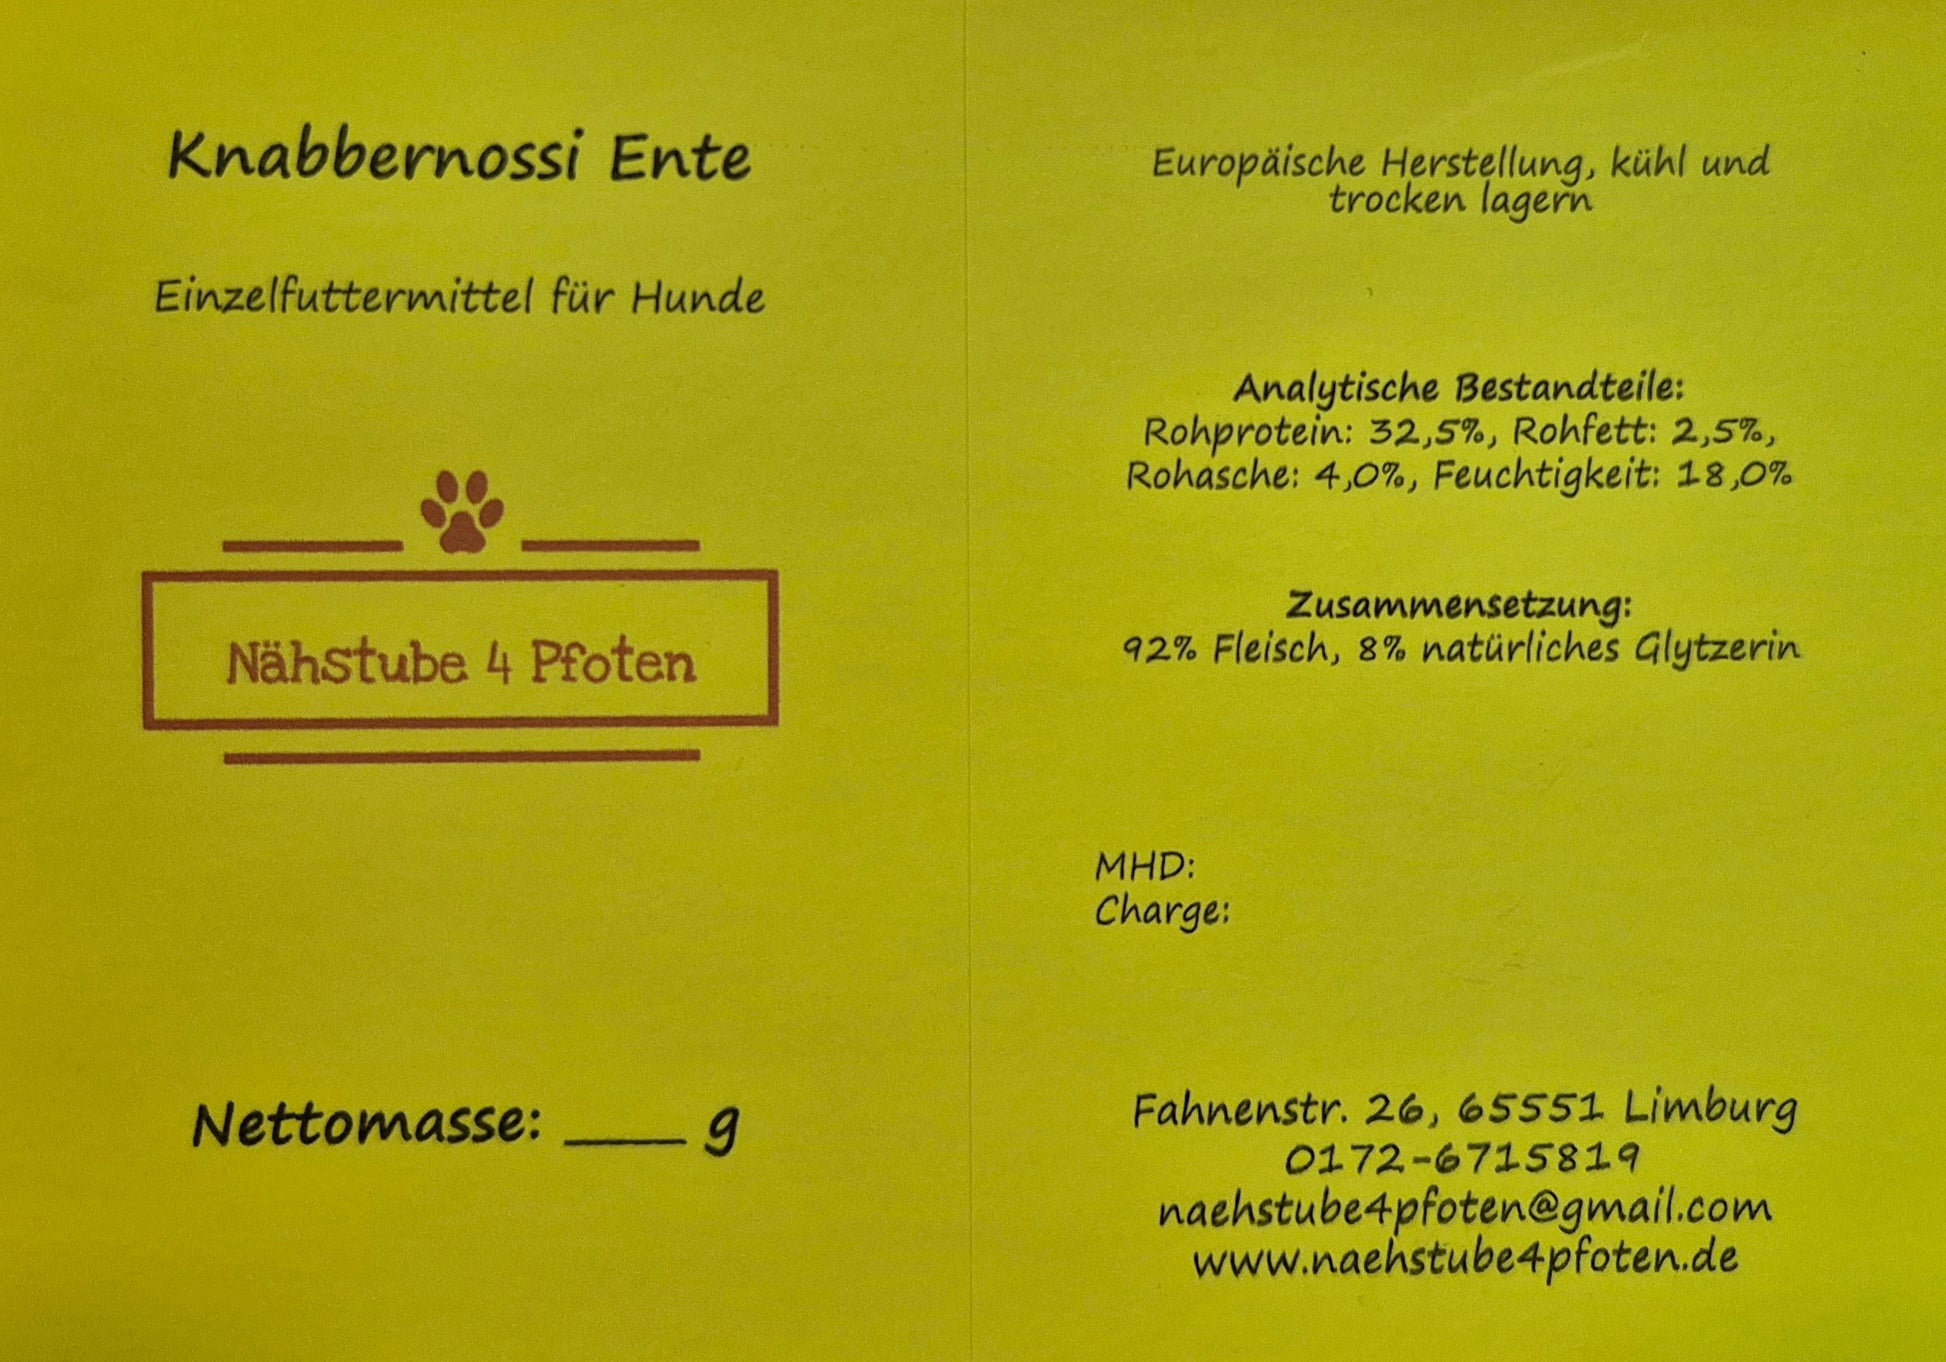 Knabbernossi Ente
Einzelfuttermittel für Hunde
Nähstube 4 Pfoten
Nettomasse: ____ g
Europäische Herstellung, kühl und
trocken lagern
Analytische Bestandteile:
Rohprotein: 32,5%, Rohfett: 2,5%,
Rohasche: 4,0%, Feuchtigkeit: 18,0%
Zusammensetzung:
92% Fleisch, 8% natürliches Glytzerin
MHD:
Charge:
Fahnenstr. 26, 65551 Limburg
0172-6715819
naehstube4pfoten@gmail.com
www.naehstube4pfoten.de